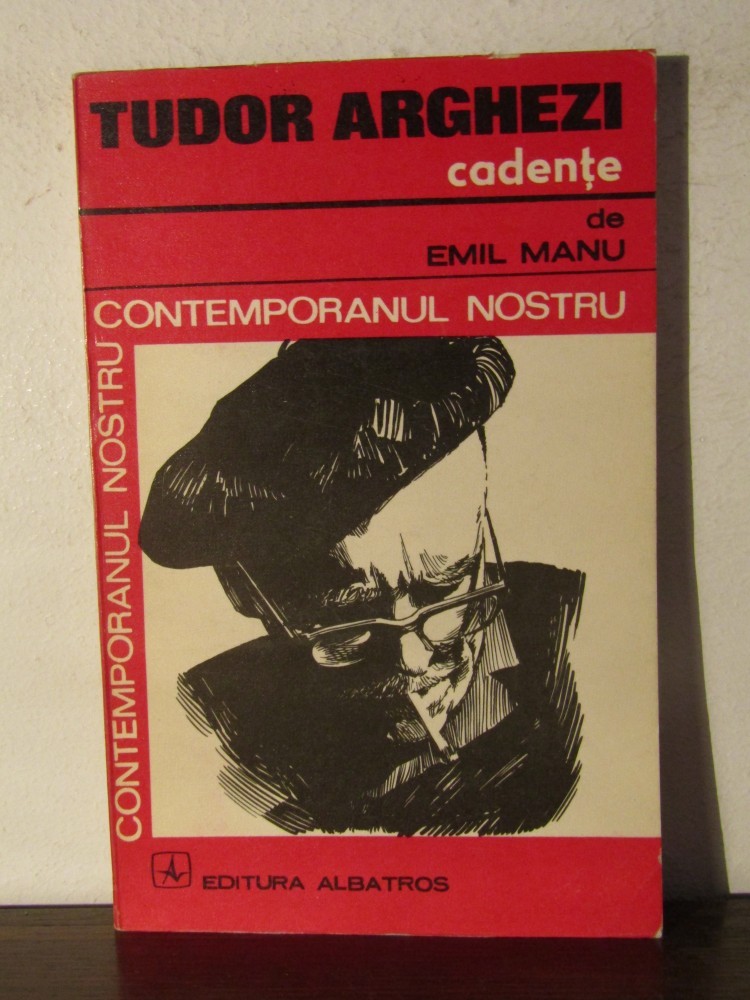 TUDOR ARGHEZI
cadențe
de
EMIL MANU
CONTEMPORANUL NOSTRU
CONTEMPORANUL NOSTRU
EDITURA ALBATROS